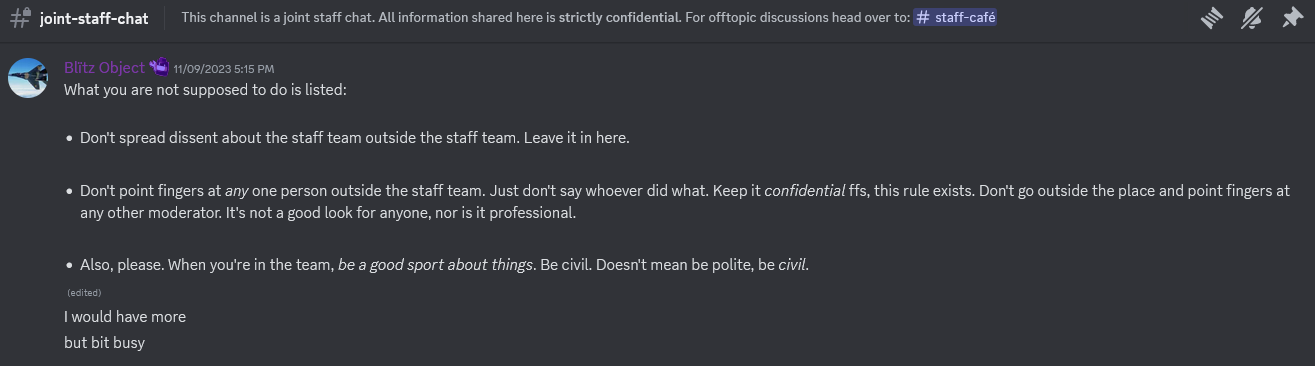 joint-staff-chat This channel is a joint staff chat. All information shared here is strictly confidential. For offtopic discussions head over to: # staff-café
Blïtz Object 11/09/2023 5:15 PM
What you are not supposed to do is listed:
• Don't spread dissent about the staff team outside the staff team. Leave it in here.
• Don't point fingers at any one person outside the staff team. Just don't say whoever did what. Keep it confidential ffs, this rule exists. Don't go outside the place and point fingers at
any other moderator. It's not a good look for anyone, nor is it professional.
• Also, please. When you're in the team, be a good sport about things. Be civil. Doesn't mean be polite, be civil.
(edited)
I would have more
but bit busy